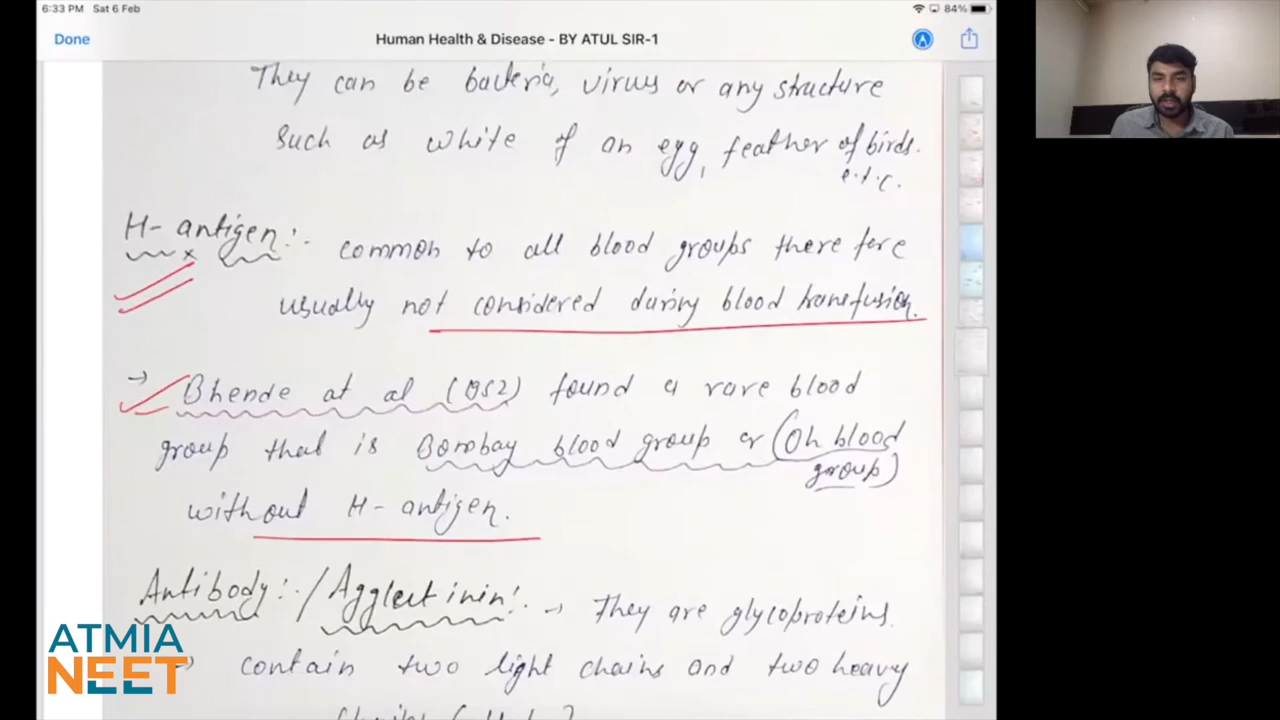 6:33 PM Sat 6 Feb 84%
Done Human Health & Disease - BY ATUL SIR-1
They can be bacteria, virus or any structure
such as white of an egg, feather of birds.
e.t.c.
H- antigen:- common to all blood groups there fore
usually not considered during blood transfusion.
→ Bhende at al (1952) found a rare blood
group that is Bombay blood group or (Oh blood
group)
without H- antigen.
Antibody:- / Agglutinin:- → They are glycoproteins.
contain two light chains and two heavy
ATMIA
NEET